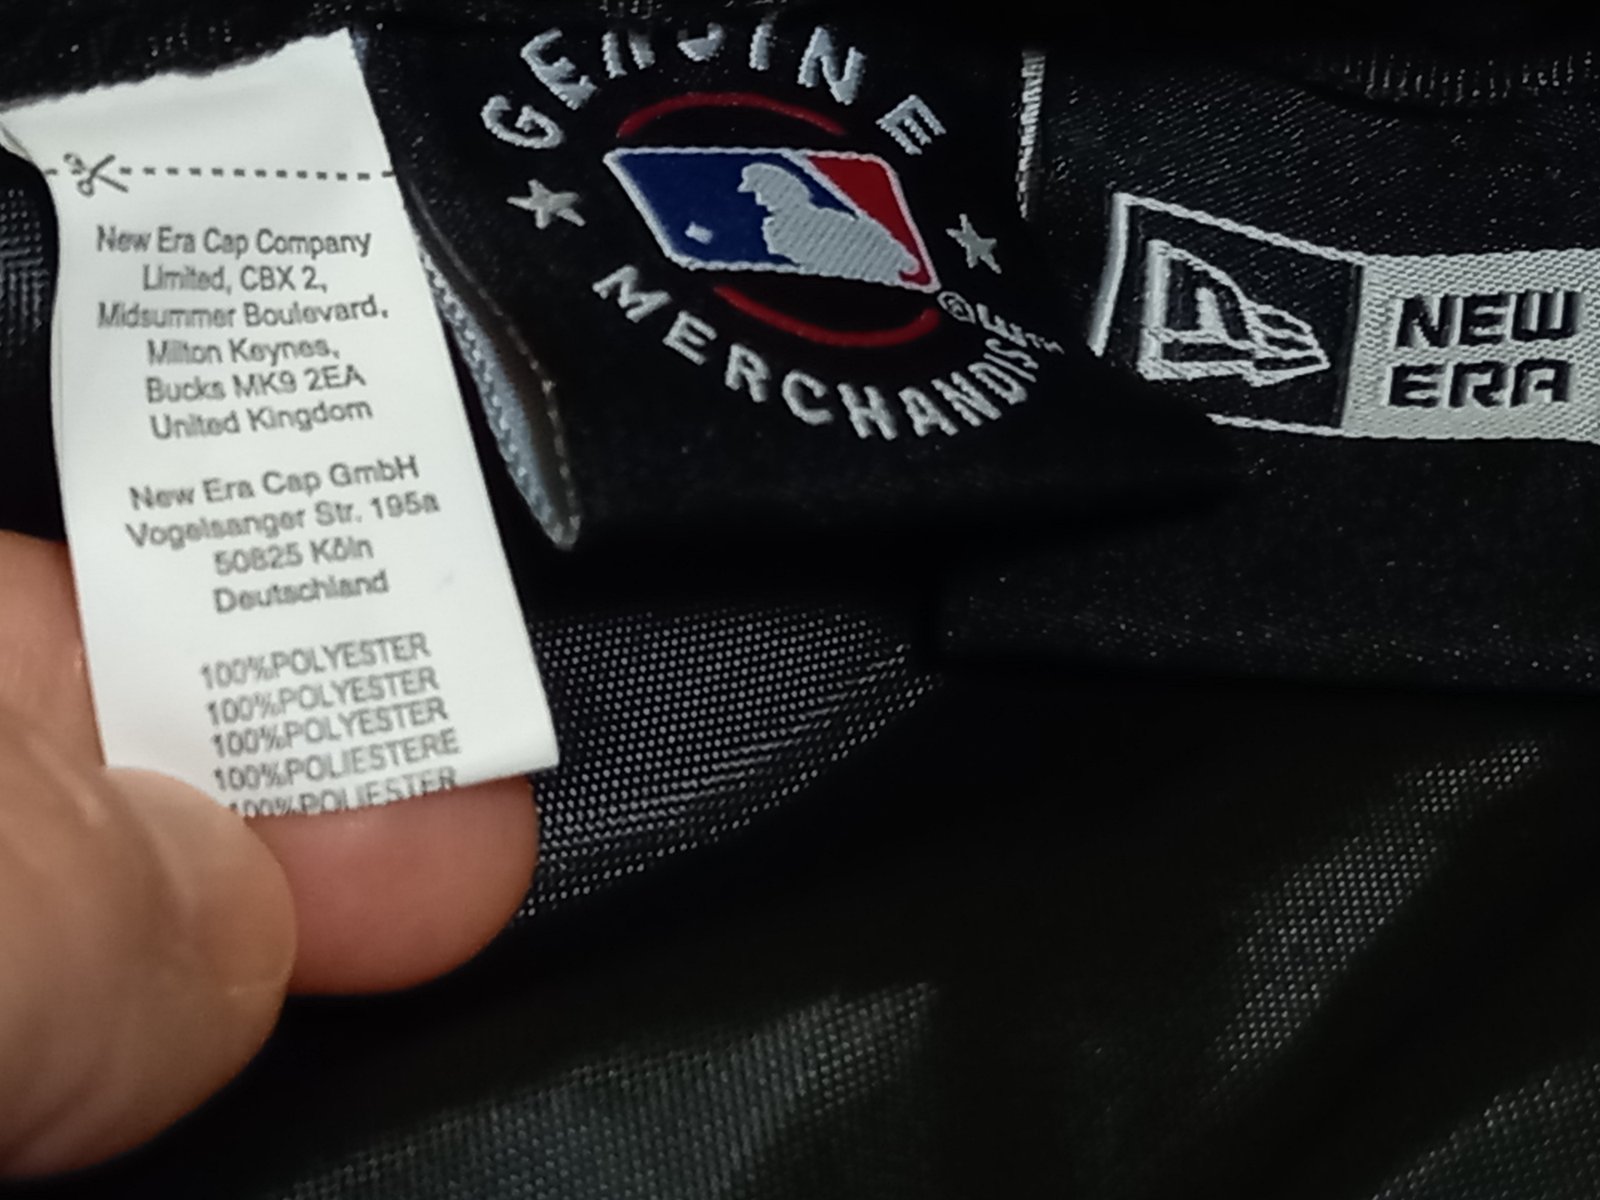 New Era Cap Company
Limited, CBX 2,
Midsummer Boulevard,
Milton Keynes,
Bucks MK9 2EA
United Kingdom
New Era Cap GmbH
Vogelsanger Str. 195a
50825 Köln
Deutschland
100%POLYESTER
100%POLYESTER
100%POLYESTER
100%POLIESTERE
100%POLIESTER
GENUINE
MERCHANDISE
®
NEW
ERA